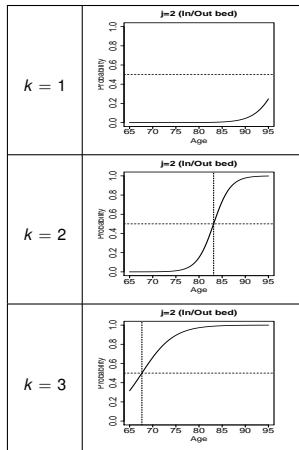 j=2 (In/Out bed)
k = 1
Probability
0.0 0.2 0.4 0.6 0.8 1.0
65 70 75 80 85 90 95
Age
j=2 (In/Out bed)
k = 2
Probability
0.0 0.2 0.4 0.6 0.8 1.0
65 70 75 80 85 90 95
Age
j=2 (In/Out bed)
k = 3
Probability
0.0 0.2 0.4 0.6 0.8 1.0
65 70 75 80 85 90 95
Age